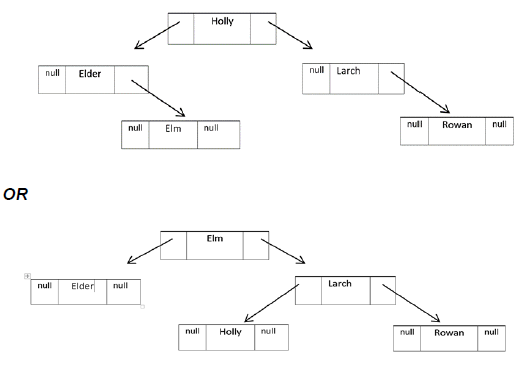 Holly
null Elder
null Larch
null Elm null
null Rowan null
OR
Elm
null Elder null
Larch
null Holly null
null Rowan null